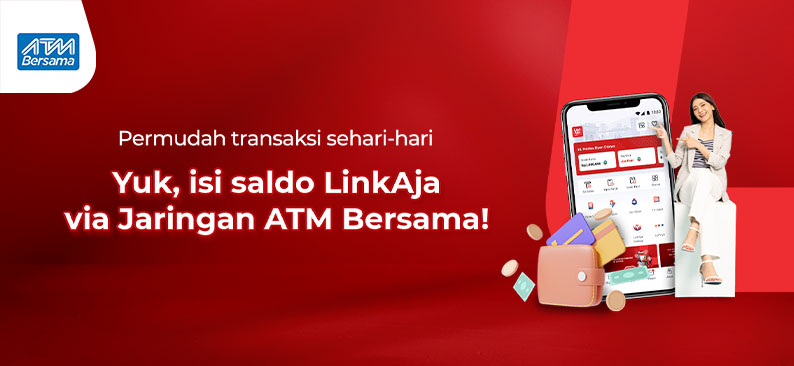 ATM
Bersama
Permudah transaksi sehari-hari
Yuk, isi saldo LinkAja
via Jaringan ATM Bersama!